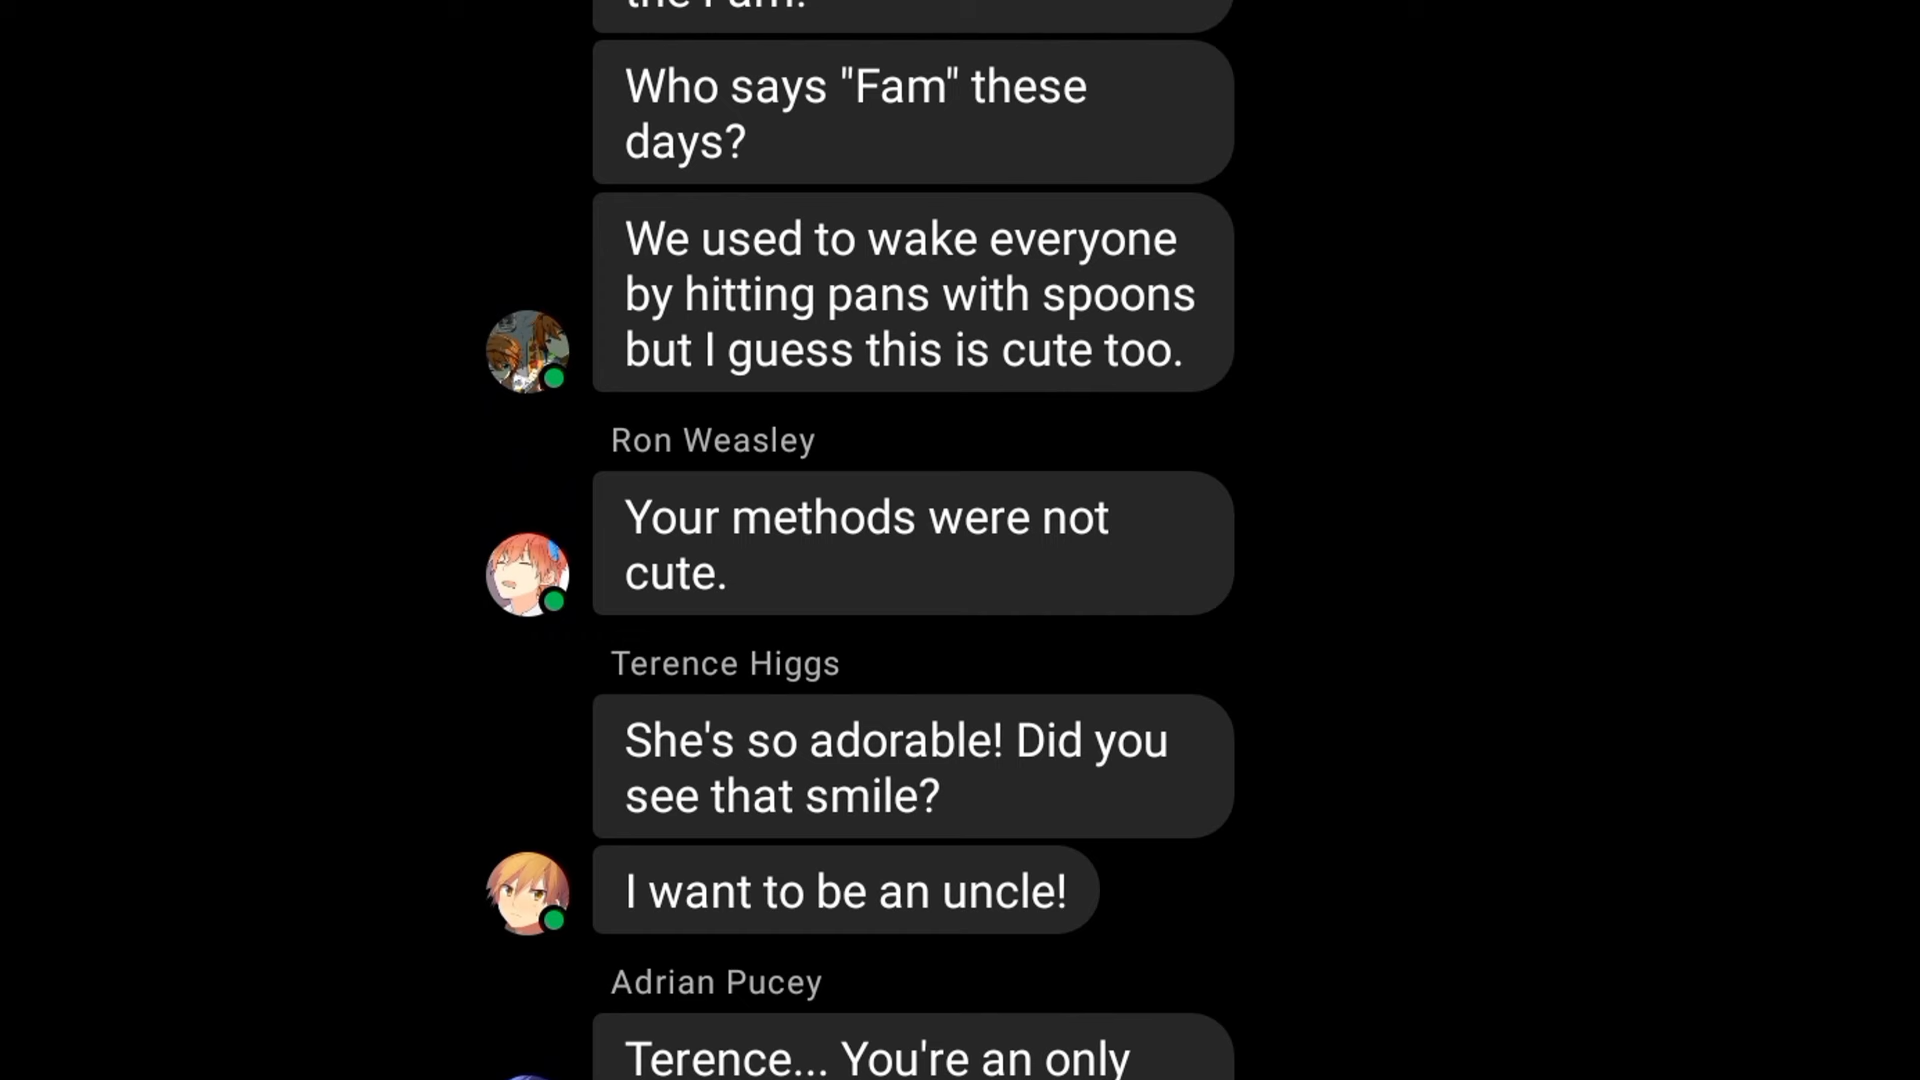 the Fam!
Who says "Fam" these
days?
We used to wake everyone
by hitting pans with spoons
but I guess this is cute too.
Ron Weasley
Your methods were not
cute.
Terence Higgs
She's so adorable! Did you
see that smile?
I want to be an uncle!
Adrian Pucey
Terence... You're an only